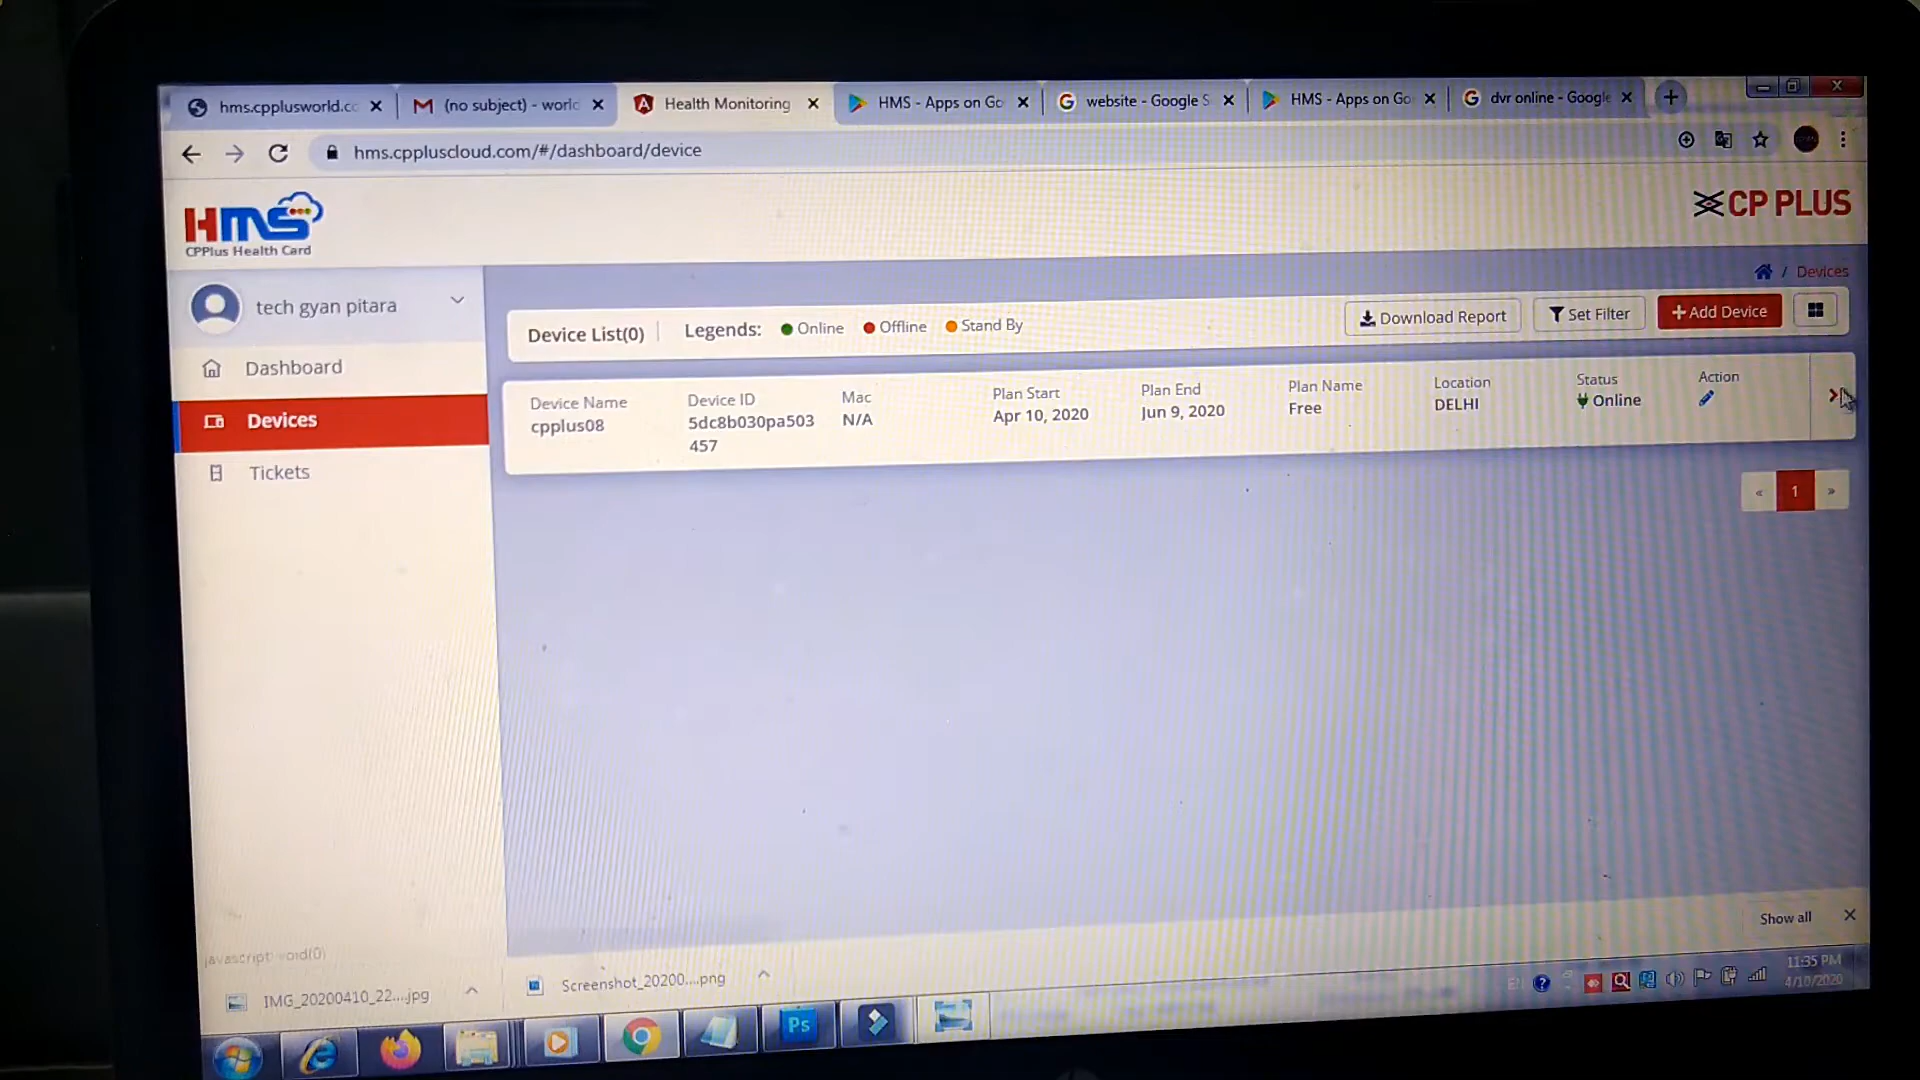 hms.cpplusworld.cc
(no subject) - worlc
Health Monitoring
HMS - Apps on Go
website - Google S
HMS - Apps on Go
dvr online - Google
hms.cppluscloud.com/#/dashboard/device
HMS
CPPlus Health Card
CP PLUS
/ Devices
tech gyan pitara
Dashboard
Devices
Tickets
Device List(0)
Legends: Online Offline Stand By
Download Report
Set Filter
+Add Device
Device Name
cpplus08
Device ID
5dc8b030pa503
457
Mac
N/A
Plan Start
Apr 10, 2020
Plan End
Jun 9, 2020
Plan Name
Free
Location
DELHI
Status
Online
Action
« 1 »
javascript: void(0)
IMG_20200410_22....jpg
Screenshot_20200....png
Show all
Ps
EN
11:35 PM
4/10/2020